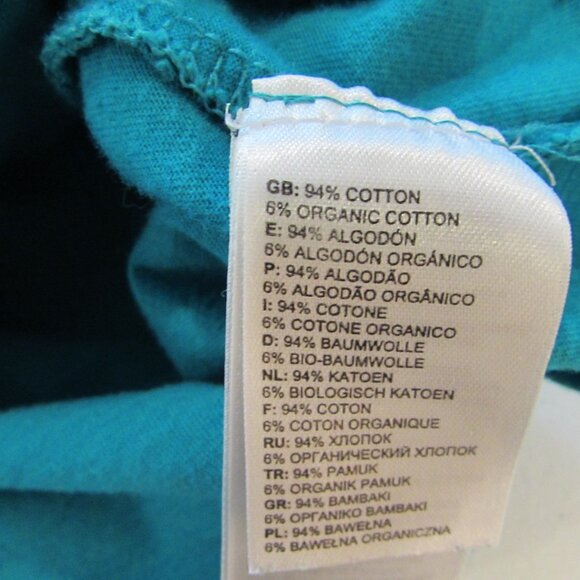 GB: 94% COTTON
6% ORGANIC COTTON
E: 94% ALGODÓN
6% ALGODÓN ORGÁNICO
P: 94% ALGODÃO
6% ALGODÃO ORGÂNICO
I: 94% COTONE
6% COTONE ORGANICO
D: 94% BAUMWOLLE
6% BIO-BAUMWOLLE
NL: 94% KATOEN
6% BIOLOGISCH KATOEN
F: 94% COTON
6% COTON ORGANIQUE
RU: 94% ХЛОПОК
6% ОРГАНИЧЕСКИЙ ХЛОПОК
TR: 94% PAMUK
6% ORGANIK PAMUK
GR: 94% ΒΑΜΒΑΚΙ
6% ΟΡΓΑΝΙΚΟ ΒΑΜΒΑΚΙ
PL: 94% BAWEŁNA
6% BAWEŁNA ORGANICZNA